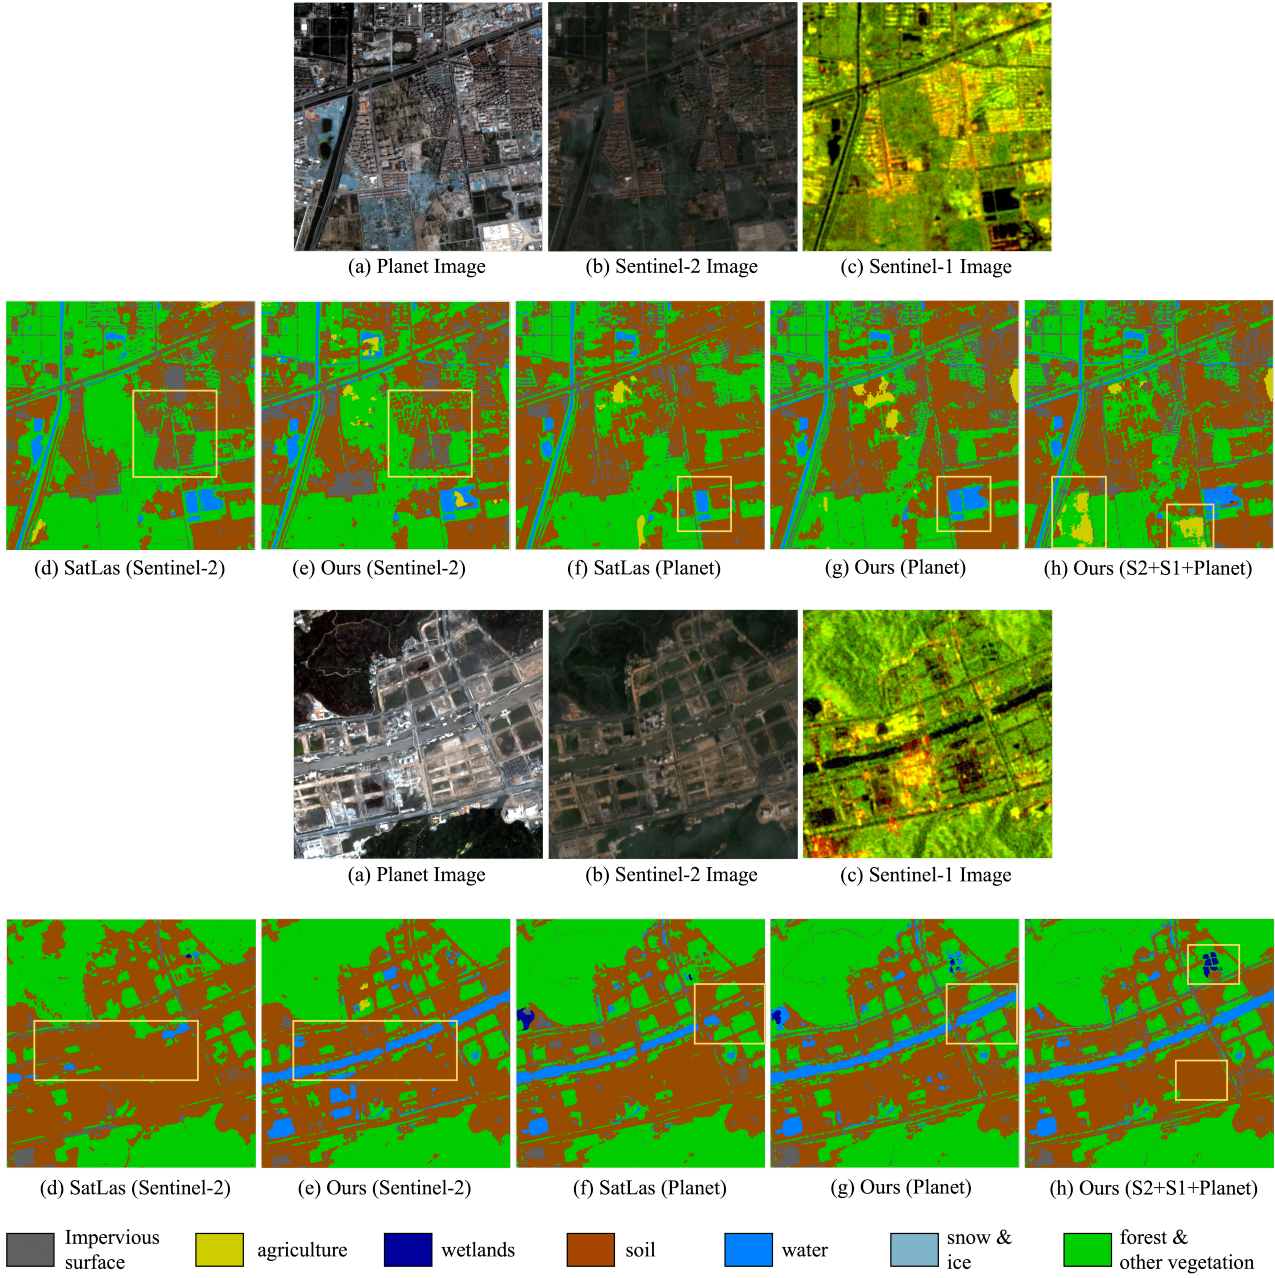 (a) Planet Image
(b) Sentinel-2 Image
(c) Sentinel-1 Image
(d) SatLas (Sentinel-2)
(e) Ours (Sentinel-2)
(f) SatLas (Planet)
(g) Ours (Planet)
(h) Ours (S2+S1+Planet)
(a) Planet Image
(b) Sentinel-2 Image
(c) Sentinel-1 Image
(d) SatLas (Sentinel-2)
(e) Ours (Sentinel-2)
(f) SatLas (Planet)
(g) Ours (Planet)
(h) Ours (S2+S1+Planet)
Impervious
surface
agriculture
wetlands
soil
water
snow &
ice
forest &
other vegetation